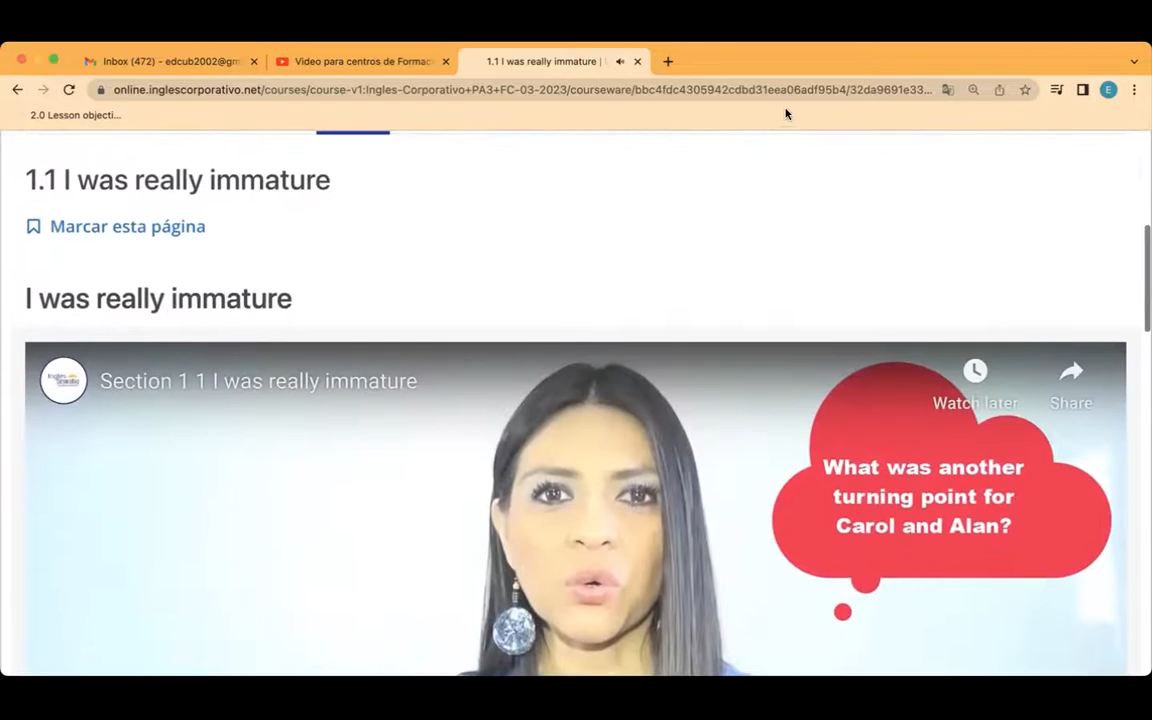 Inbox (472) - edcub2002@gm
Video para centros de Formac
1.1 I was really immature |
online.inglescorporativo.net/courses/course-v1:Ingles-Corporativo+PA3+FC-03-2023/courseware/bbc4fdc4305942cdbd31eea06adf95b4/32da9691e33...
E
2.0 Lesson objecti...
1.1 I was really immature
Marcar esta página
I was really immature
Section 1 1 I was really immature
Watch later
Share
What was another
turning point for
Carol and Alan?